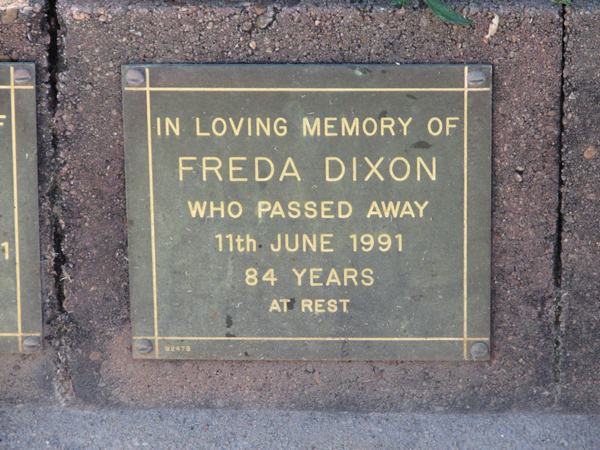 IN LOVING MEMORY OF
FREDA DIXON
WHO PASSED AWAY
11th JUNE 1991
84 YEARS
AT REST